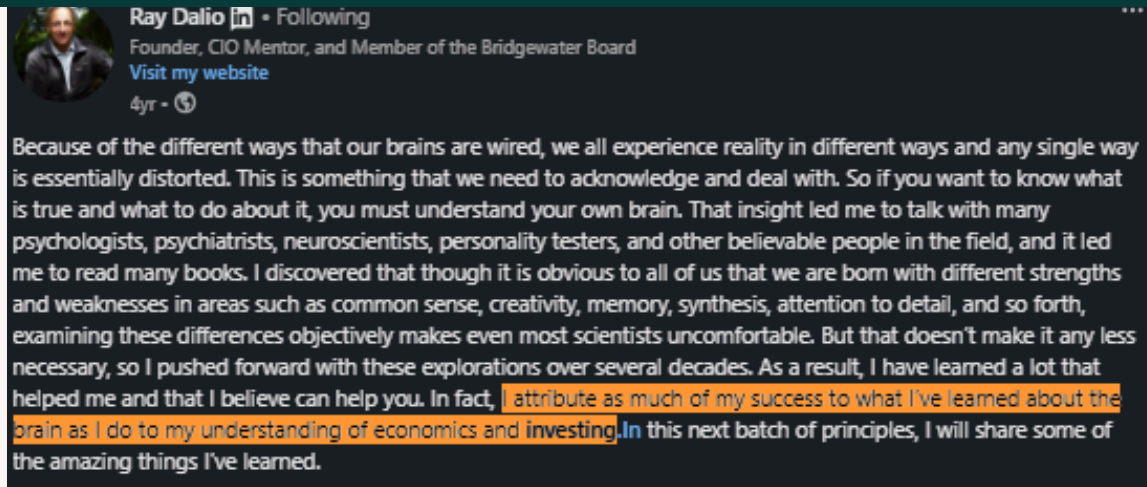 Ray Dalio in • Following
Founder, CIO Mentor, and Member of the Bridgewater Board
Visit my website
4yr •
Because of the different ways that our brains are wired, we all experience reality in different ways and any single way
is essentially distorted. This is something that we need to acknowledge and deal with. So if you want to know what
is true and what to do about it, you must understand your own brain. That insight led me to talk with many
psychologists, psychiatrists, neuroscientists, personality testers, and other believable people in the field, and it led
me to read many books. I discovered that though it is obvious to all of us that we are born with different strengths
and weaknesses in areas such as common sense, creativity, memory, synthesis, attention to detail, and so forth,
examining these differences objectively makes even most scientists uncomfortable. But that doesn't make it any less
necessary, so I pushed forward with these explorations over several decades. As a result, I have learned a lot that
helped me and that I believe can help you. In fact, I attribute as much of my success to what I've learned about the
brain as I do to my understanding of economics and investing.In this next batch of principles, I will share some of
the amazing things I've learned.